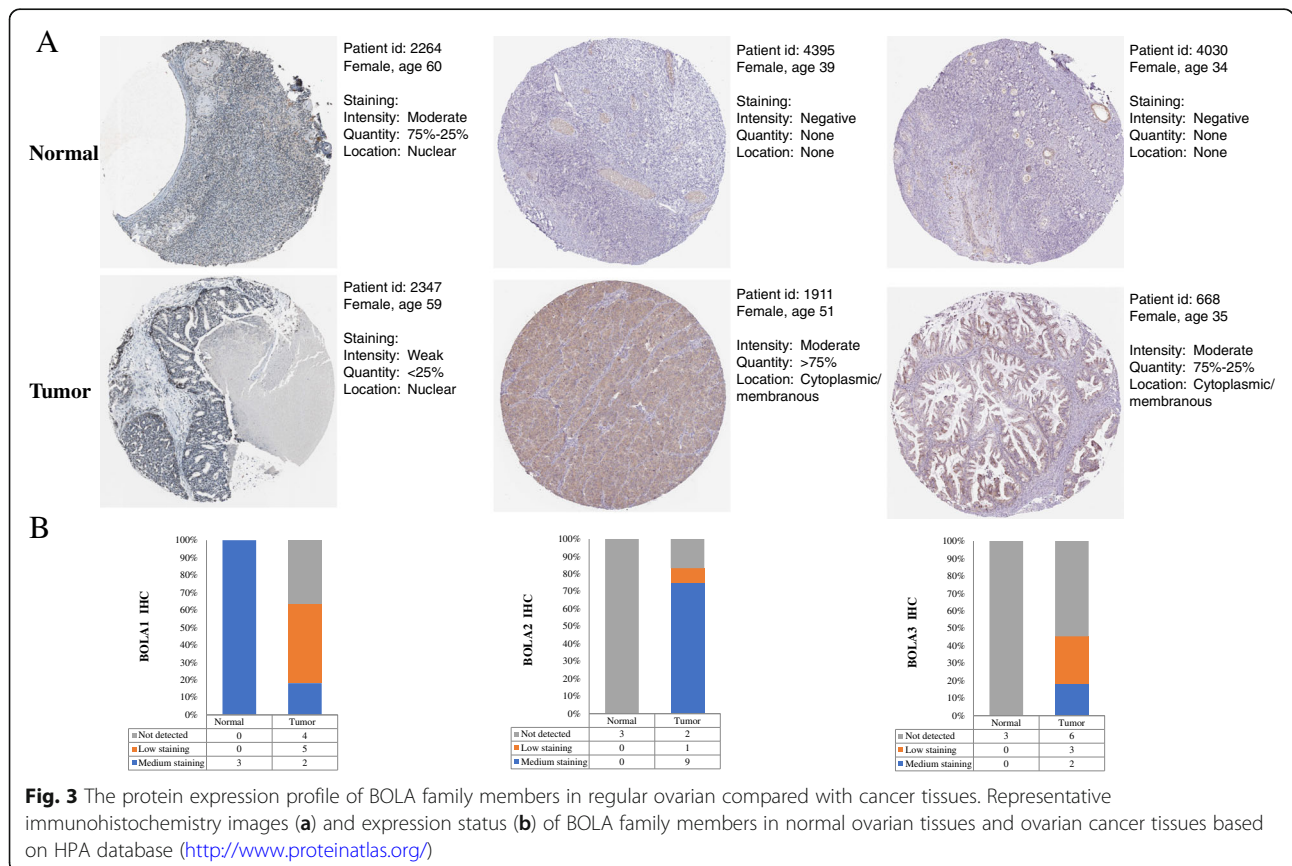 A
Normal
Patient id: 2264
Female, age 60
Staining:
Intensity: Moderate
Quantity: 75%-25%
Location: Nuclear
Patient id: 4395
Female, age 39
Staining:
Intensity: Negative
Quantity: None
Location: None
Patient id: 4030
Female, age 34
Staining:
Intensity: Negative
Quantity: None
Location: None
Tumor
Patient id: 2347
Female, age 59
Staining:
Intensity: Weak
Quantity: <25%
Location: Nuclear
Patient id: 1911
Female, age 51
Intensity: Moderate
Quantity: >75%
Location: Cytoplasmic/
membranous
Patient id: 668
Female, age 35
Intensity: Moderate
Quantity: 75%-25%
Location: Cytoplasmic/
membranous
B
BOLA1 IHC
100%
90%
80%
70%
60%
50%
40%
30%
20%
10%
0%
Normal Tumor
Not detected 0 4
Low staining 0 5
Medium staining 3 2
BOLA2 IHC
100%
90%
80%
70%
60%
50%
40%
30%
20%
10%
0%
Normal Tumor
Not detected 3 2
Low staining 0 1
Medium staining 0 9
BOLA3 IHC
100%
90%
80%
70%
60%
50%
40%
30%
20%
10%
0%
Normal Tumor
Not detected 3 6
Low staining 0 3
Medium staining 0 2
Fig. 3 The protein expression profile of BOLA family members in regular ovarian compared with cancer tissues. Representative
immunohistochemistry images (a) and expression status (b) of BOLA family members in normal ovarian tissues and ovarian cancer tissues based
on HPA database (http://www.proteinatlas.org/)